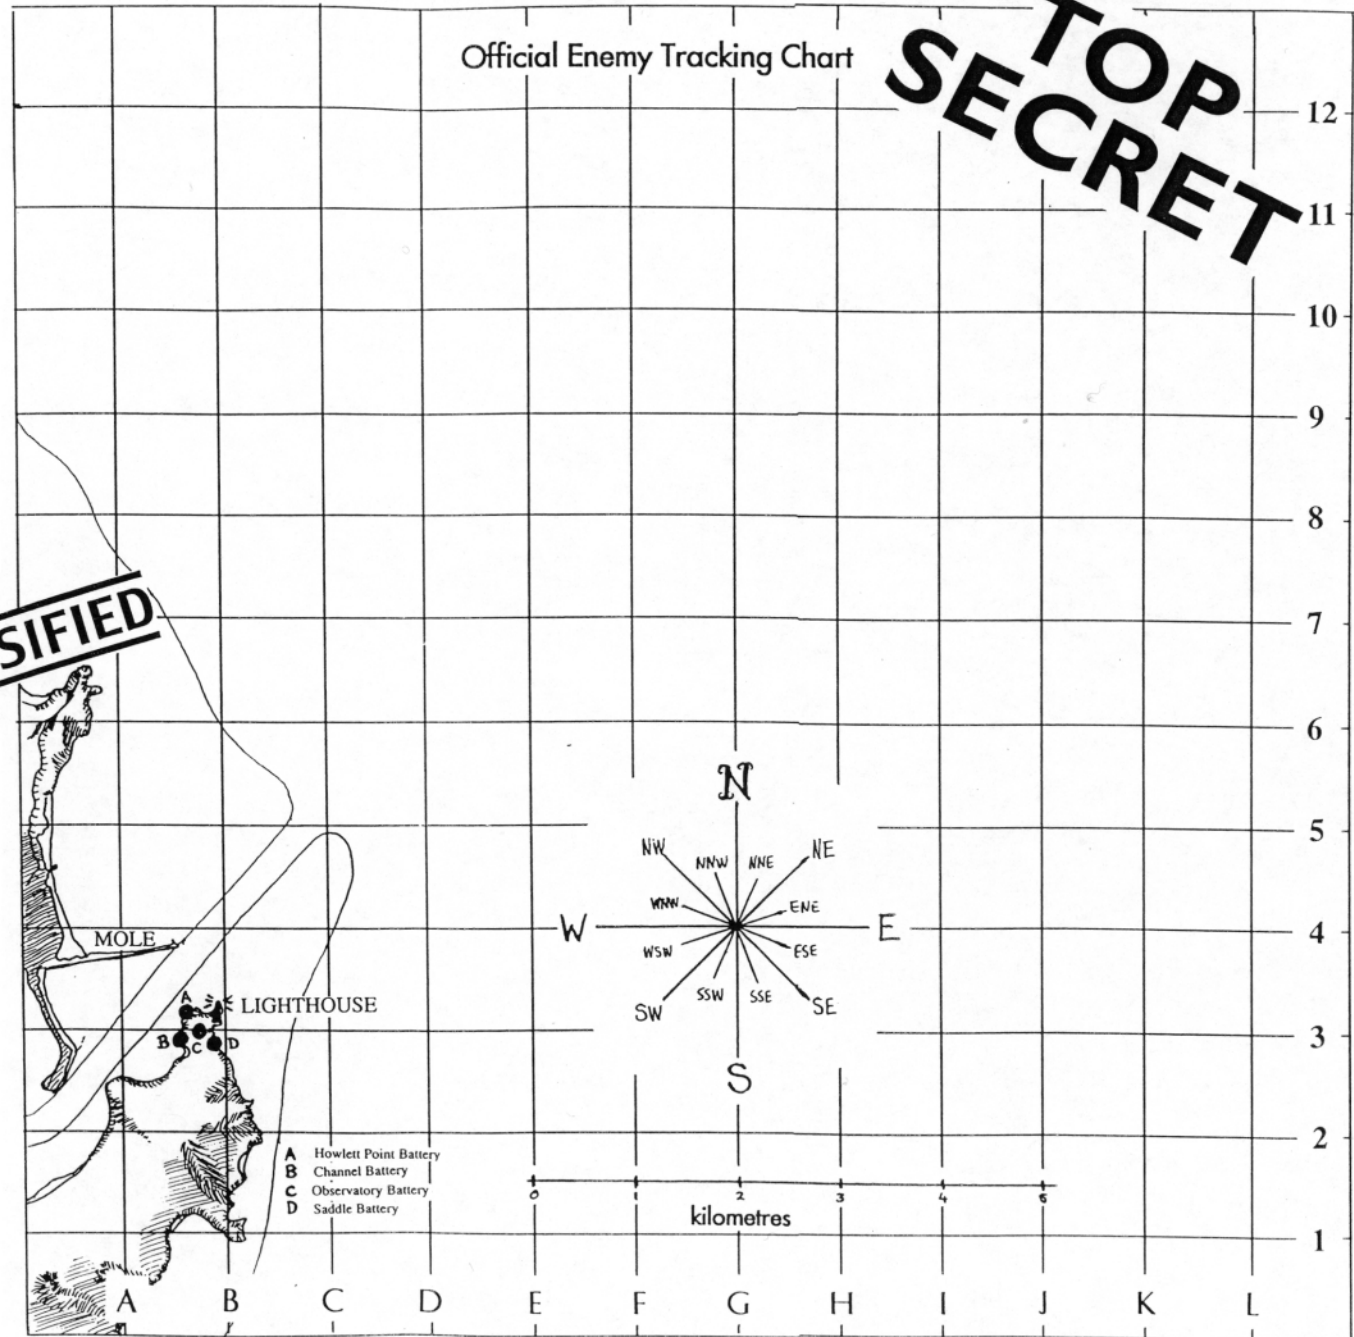 Official Enemy Tracking Chart
TOP
SECRET
12
11
10
9
8
7
SIFIED
6
N
5
NW
NNW
NNE
NE
WNW
ENE
W
E
4
MOLE
WSW
ESE
SSW
SSE
SW
SE
A
LIGHTHOUSE
B
C
D
3
S
2
A Howlett Point Battery
B Channel Battery
C Observatory Battery
D Saddle Battery
0 1 2 3 4 5
kilometres
1
A B C D E F G H I J K L